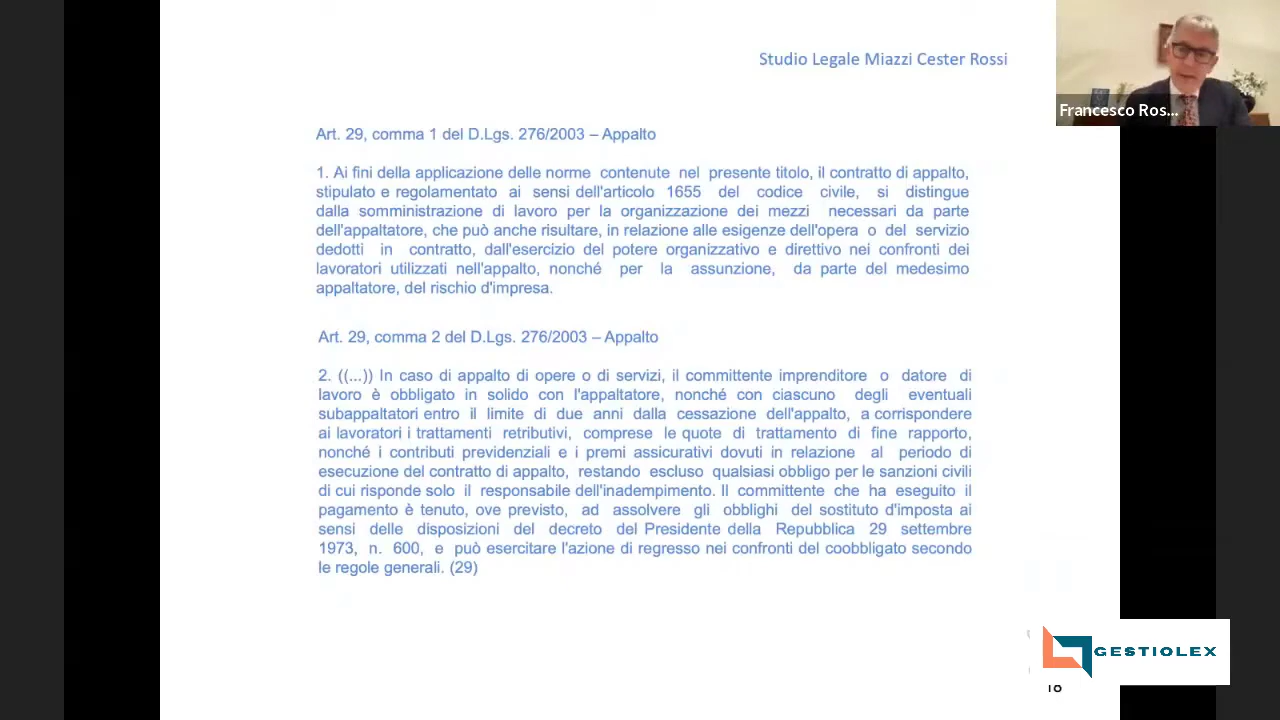 Studio Legale Miazzi Cester Rossi
Francesco Ros...
Art. 29, comma 1 del D.Lgs. 276/2003 – Appalto
1. Ai fini della applicazione delle norme contenute nel presente titolo, il contratto di appalto,
stipulato e regolamentato ai sensi dell'articolo 1655 del codice civile, si distingue
dalla somministrazione di lavoro per la organizzazione dei mezzi necessari da parte
dell'appaltatore, che può anche risultare, in relazione alle esigenze dell'opera o del servizio
dedotti in contratto, dall'esercizio del potere organizzativo e direttivo nei confronti dei
lavoratori utilizzati nell'appalto, nonché per la assunzione, da parte del medesimo
appaltatore, del rischio d'impresa.
Art. 29, comma 2 del D.Lgs. 276/2003 – Appalto
2. ((...)) In caso di appalto di opere o di servizi, il committente imprenditore o datore di
lavoro è obbligato in solido con l'appaltatore, nonché con ciascuno degli eventuali
subappaltatori entro il limite di due anni dalla cessazione dell'appalto, a corrispondere
ai lavoratori i trattamenti retributivi, comprese le quote di trattamento di fine rapporto,
nonché i contributi previdenziali e i premi assicurativi dovuti in relazione al periodo di
esecuzione del contratto di appalto, restando escluso qualsiasi obbligo per le sanzioni civili
di cui risponde solo il responsabile dell'inadempimento. Il committente che ha eseguito il
pagamento è tenuto, ove previsto, ad assolvere gli obblighi del sostituto d'imposta ai
sensi delle disposizioni del decreto del Presidente della Repubblica 29 settembre
1973, n. 600, e può esercitare l'azione di regresso nei confronti del coobbligato secondo
le regole generali. (29)
GESTIOLEX